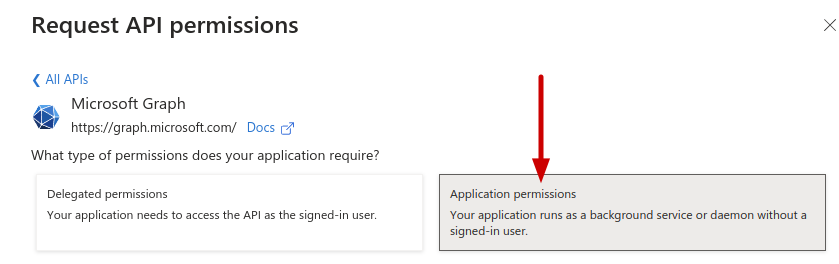 Request API permissions
❮ All APIs
Microsoft Graph
https://graph.microsoft.com/ Docs
What type of permissions does your application require?
Delegated permissions
Your application needs to access the API as the signed-in user.
Application permissions
Your application runs as a background service or daemon without a
signed-in user.